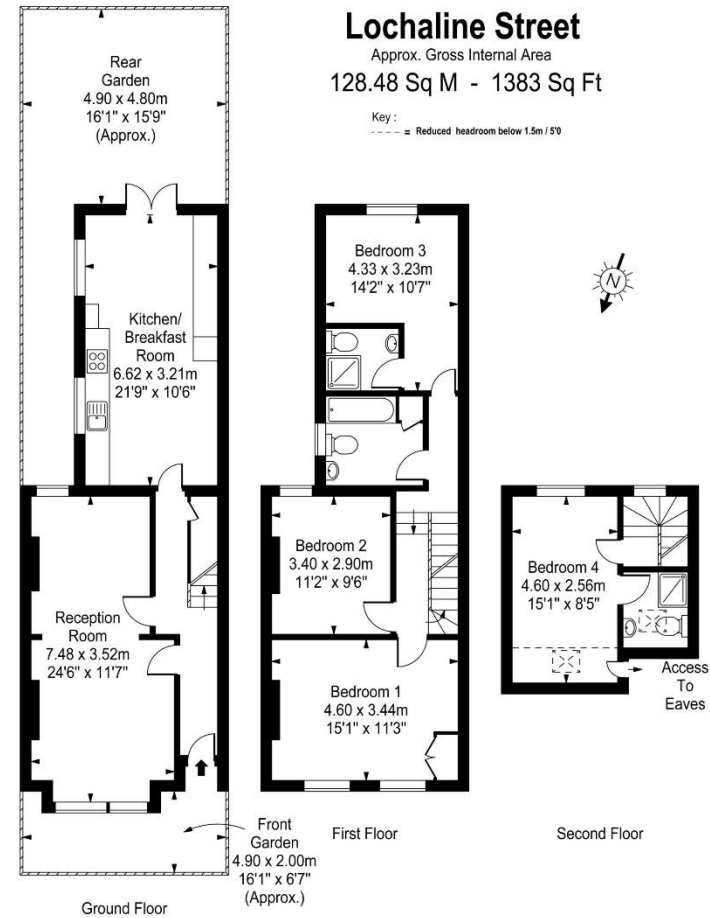 Lochaline Street
Approx. Gross Internal Area
128.48 Sq M - 1383 Sq Ft
Key :
= Reduced headroom below 1.5m / 5'0
Rear
Garden
4.90 x 4.80m
16'1" x 15'9"
(Approx.)
Kitchen/
Breakfast
Room
6.62 x 3.21m
21'9" x 10'6"
Reception
Room
7.48 x 3.52m
24'6" x 11'7"
Front
Garden
4.90 x 2.00m
16'1" x 6'7"
(Approx.)
Ground Floor
Bedroom 3
4.33 x 3.23m
14'2" x 10'7"
Bedroom 2
3.40 x 2.90m
11'2" x 9'6"
Bedroom 1
4.60 x 3.44m
15'1" x 11'3"
First Floor
N
Bedroom 4
4.60 x 2.56m
15'1" x 8'5"
Access
To
Eaves
Second Floor